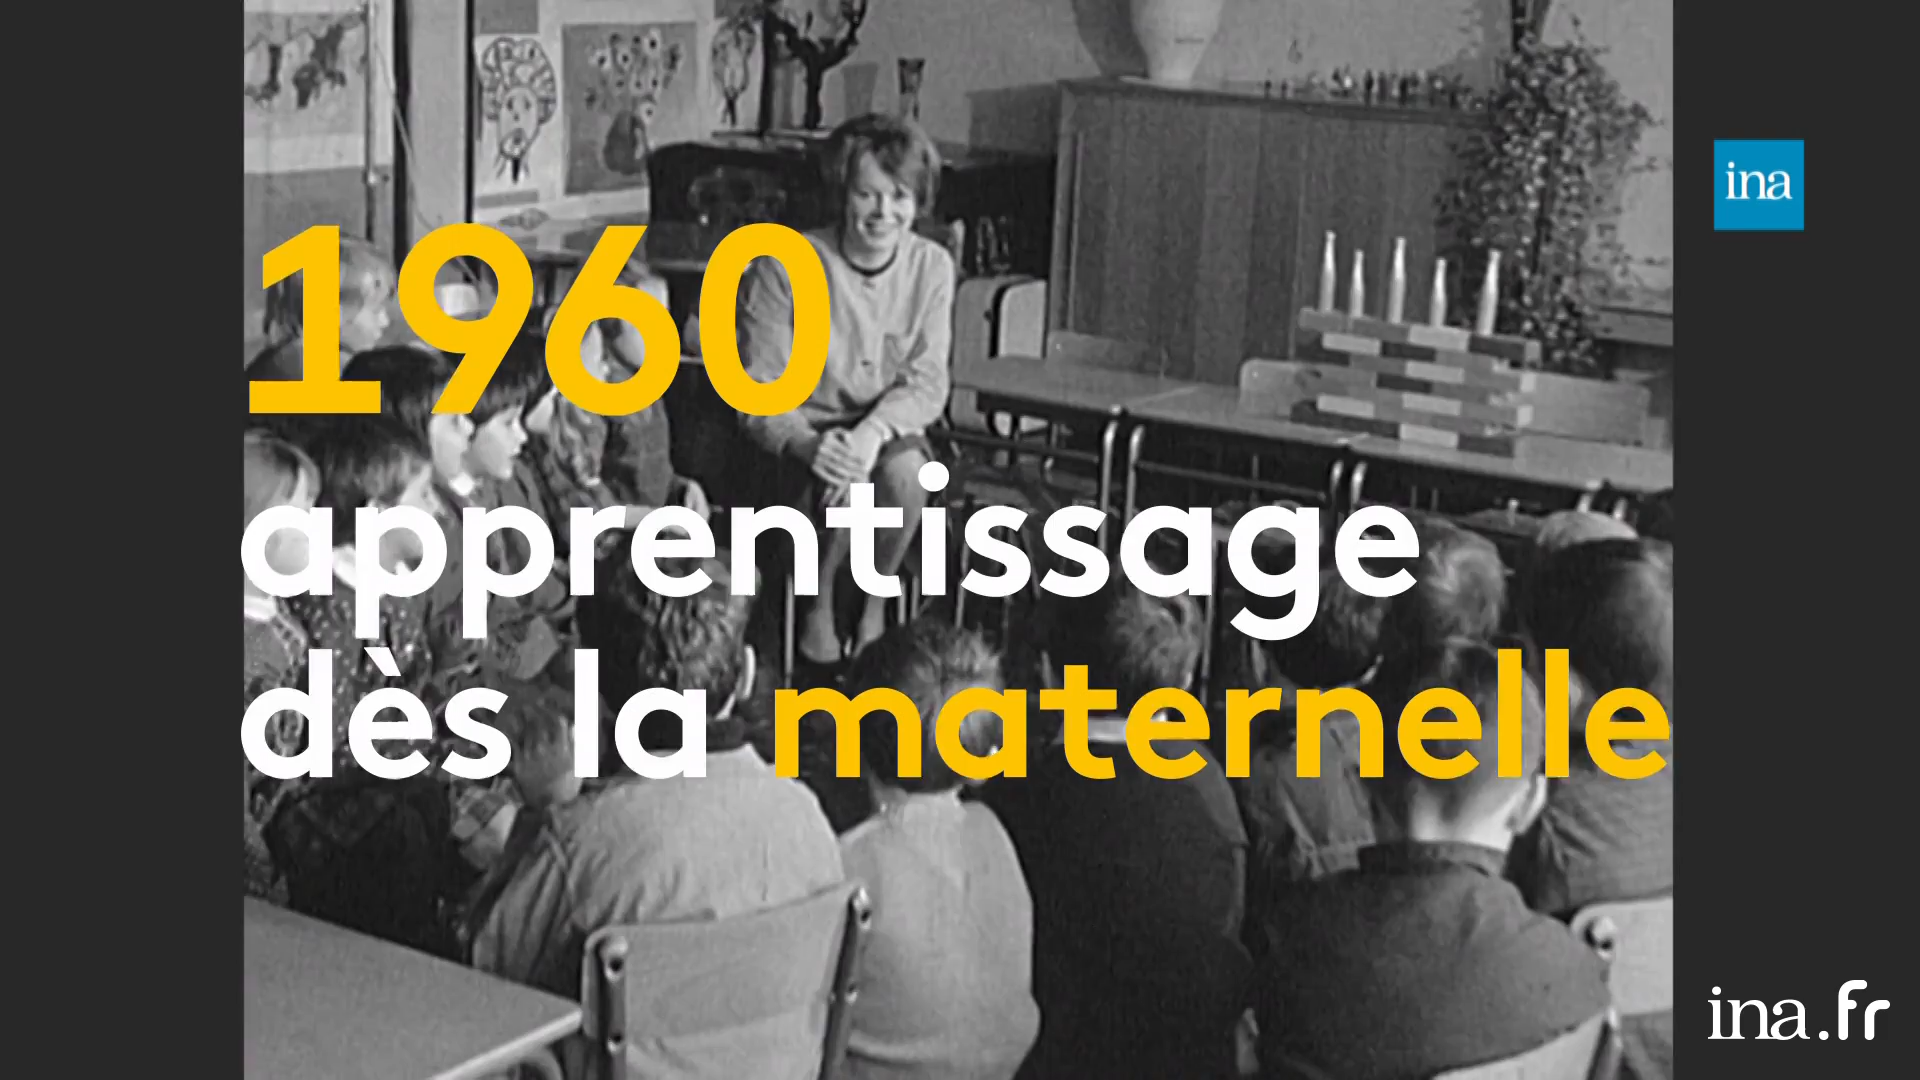 ina
1960
apprentissage
dès la maternelle
ina.fr